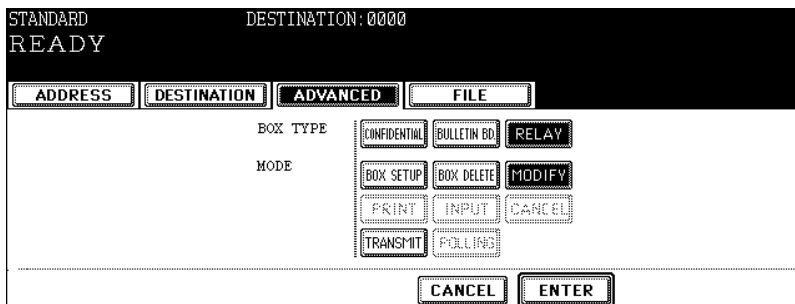 STANDARD DESTINATION:0000
READY
ADDRESS DESTINATION ADVANCED FILE
BOX TYPE CONFIDENTIAL BULLETIN BD. RELAY
MODE BOX SETUP BOX DELETE MODIFY
PRINT INPUT CANCEL
TRANSMIT POLLING
CANCEL ENTER